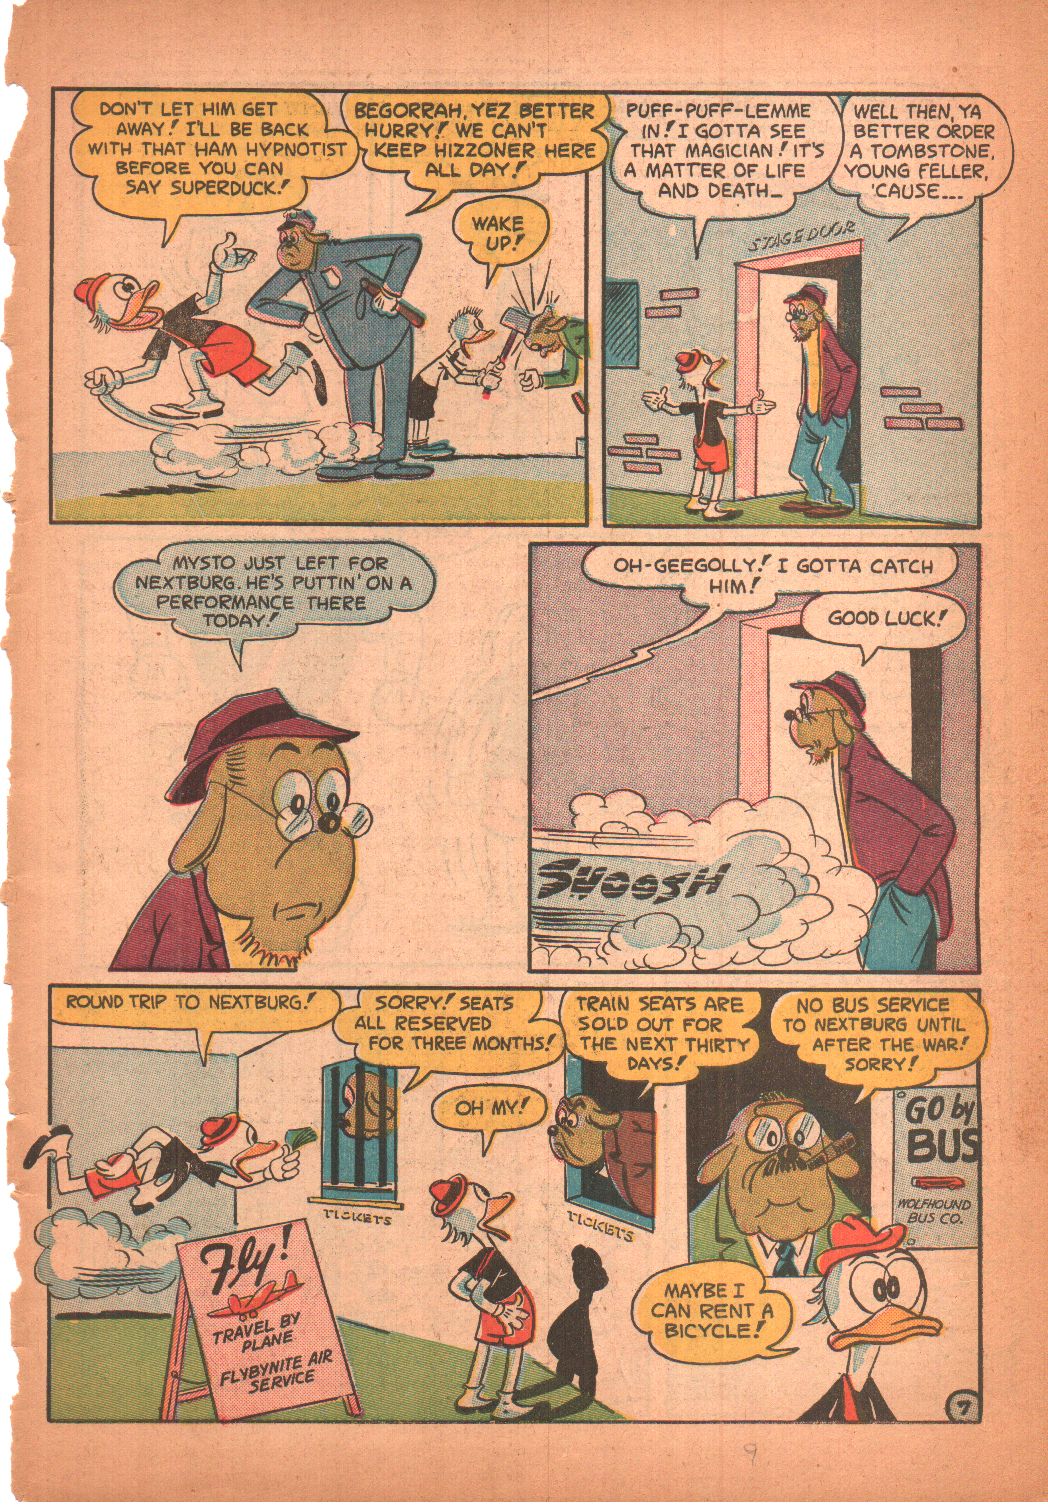 DON'T LET HIM GET
AWAY! I'LL BE BACK
WITH THAT HAM HYPNOTIST
BEFORE YOU CAN
SAY SUPERDUCK!
BEGORRAH, YEZ BETTER
HURRY! WE CAN'T
KEEP HIZZONER HERE
ALL DAY!
WAKE
UP!
PUFF-PUFF-LEMME
IN! I GOTTA SEE
THAT MAGICIAN! IT'S
A MATTER OF LIFE
AND DEATH—
WELL THEN, YA
BETTER ORDER
A TOMBSTONE,
YOUNG FELLER,
'CAUSE...
STAGE DOOR
MYSTO JUST LEFT FOR
NEXTBURG. HE'S PUTTIN' ON A
PERFORMANCE THERE
TODAY!
OH-GEEGOLLY! I GOTTA CATCH
HIM!
GOOD LUCK!
SWOOSH
ROUND TRIP TO NEXTBURG!
SORRY! SEATS
ALL RESERVED
FOR THREE MONTHS!
TICKETS
Fly!
TRAVEL BY
PLANE
FLYBYNITE AIR
SERVICE
OH MY!
TRAIN SEATS ARE
SOLD OUT FOR
THE NEXT THIRTY
DAYS!
TICKETS
NO BUS SERVICE
TO NEXTBURG UNTIL
AFTER THE WAR!
SORRY!
GO by
BUS
WOLFHOUND
BUS CO.
MAYBE I
CAN RENT A
BICYCLE!
7
9